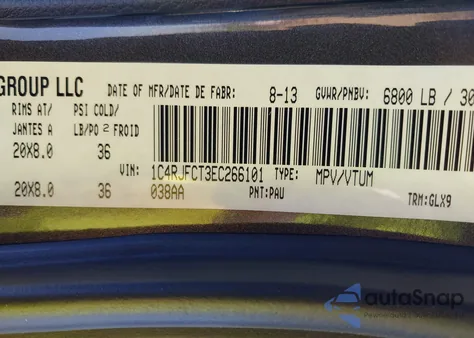 GROUP LLC DATE OF MFR/DATE DE FABR: 8-13 GVWR/PNBV: 6800 LB / 30
RIMS AT/ PSI COLD/
JANTES A LB/PO 2 FROID
20X8.0 36
VIN: 1C4RJFCT3EC266101 TYPE: MPV/VTUM
20X8.0 36 038AA PNT:PAU TRM:GLX9
autoSnap